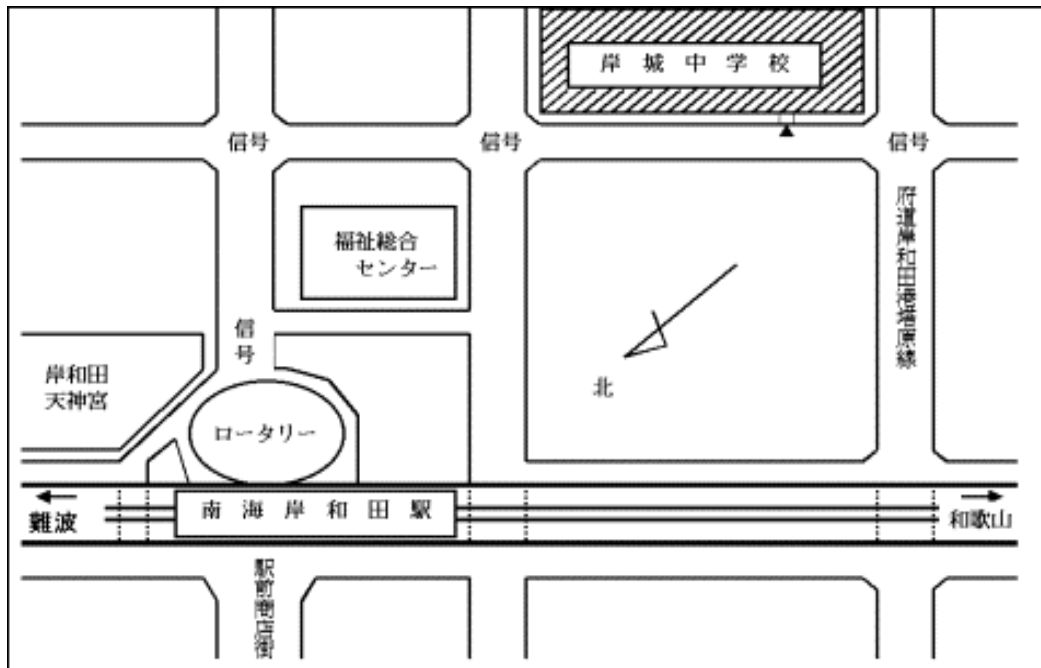 岸城中学校
信号
信号
信号
福祉総合
センター
府道岸和田港塔原線
信号
北
岸和田
天神宮
ロータリー
難波
南海岸和田駅
和歌山
駅前商店街